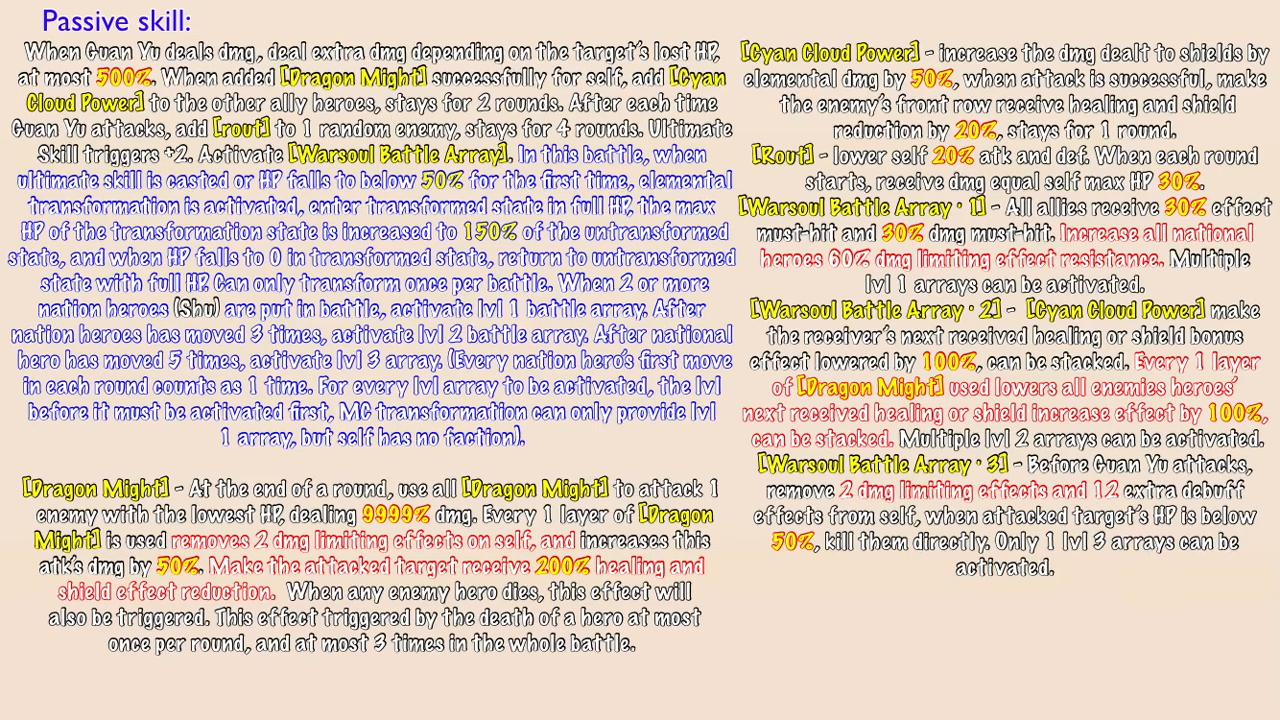 Passive skill:
When Guan Yu deals dmg, deal extra dmg depending on the target's lost HP,
at most 500%. When added [Dragon Might] successfully for self, add [Cyan
Cloud Power] to the other ally heroes, stays for 2 rounds. After each time
Guan Yu attacks, add [rout] to 1 random enemy, stays for 4 rounds. Ultimate
Skill triggers +2. Activate [Warsoul Battle Array]. In this battle, when
ultimate skill is casted or HP falls to below 50% for the first time, elemental
transformation is activated, enter transformed state in full HP, the max
HP of the transformation state is increased to 150% of the untransformed
state, and when HP falls to 0 in transformed state, return to untransformed
state with full HP. Can only transform once per battle. When 2 or more
nation heroes (Shu) are put in battle, activate lvl 1 battle array. After
nation heroes has moved 3 times, activate lvl 2 battle array. After national
hero has moved 5 times, activate lvl 3 array. (Every nation hero's first move
in each round counts as 1 time. For every lvl array to be activated, the lvl
before it must be activated first, MC transformation can only provide lvl
1 array, but self has no faction).
[Dragon Might] - At the end of a round, use all [Dragon Might] to attack 1
enemy with the lowest HP, dealing 9999% dmg. Every 1 layer of [Dragon
Might] is used removes 2 dmg limiting effects on self, and increases this
atk's dmg by 50%. Make the attacked target receive 200% healing and
shield effect reduction. When any enemy hero dies, this effect will
also be triggered. This effect triggered by the death of a hero at most
once per round, and at most 3 times in the whole battle.
[Cyan Cloud Power] - increase the dmg dealt to shields by
elemental dmg by 50%, when attack is successful, make
the enemy's front row receive healing and shield
reduction by 20%, stays for 1 round.
[Rout] - lower self 20% atk and def. When each round
starts, receive dmg equal self max HP 30%.
[Warsoul Battle Array · 1] - All allies receive 30% effect
must-hit and 30% dmg must-hit. Increase all national
heroes 60% dmg limiting effect resistance. Multiple
lvl 1 arrays can be activated.
[Warsoul Battle Array · 2] - [Cyan Cloud Power] make
the receiver's next received healing or shield bonus
effect lowered by 100%, can be stacked. Every 1 layer
of [Dragon Might] used lowers all enemies heroes'
next received healing or shield increase effect by 100%,
can be stacked. Multiple lvl 2 arrays can be activated.
[Warsoul Battle Array · 3] - Before Guan Yu attacks,
remove 2 dmg limiting effects and 12 extra debuff
effects from self, when attacked target's HP is below
50%, kill them directly. Only 1 lvl 3 arrays can be
activated.